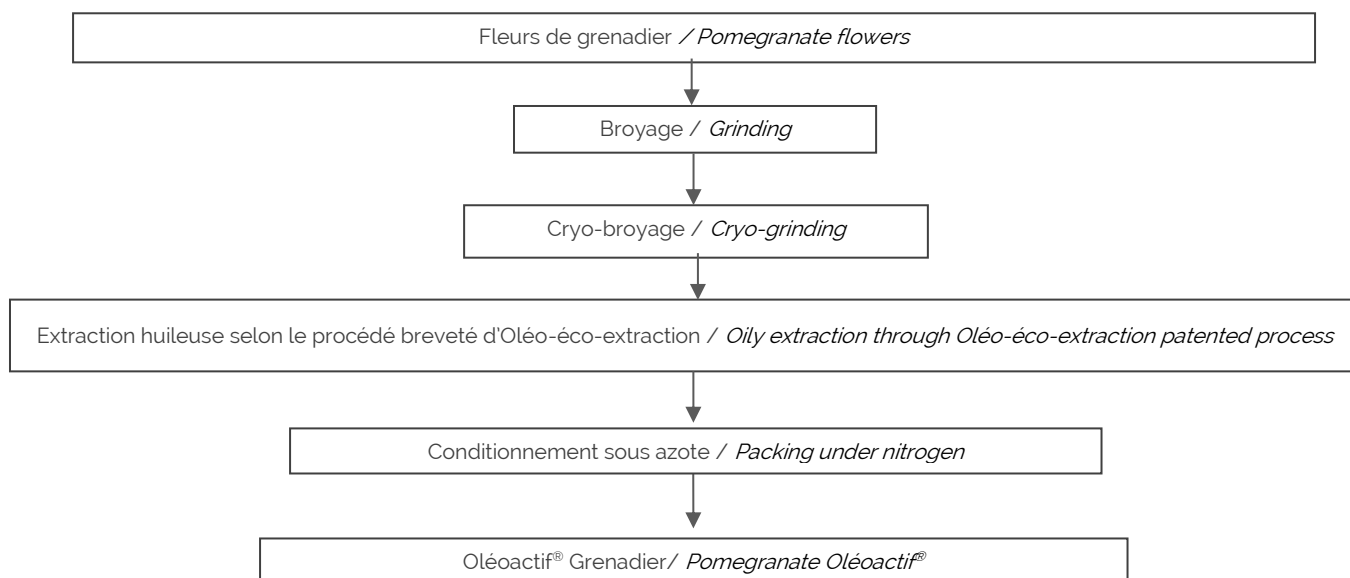 Fleurs de grenadier / Pomegranate flowers
Broyage / Grinding
Cryo-broyage / Cryo-grinding
Extraction huileuse selon le procédé breveté d'Oléo-éco-extraction / Oily extraction through Oléo-éco-extraction patented process
Conditionnement sous azote / Packing under nitrogen
Oléoactif® Grenadier/ Pomegranate Oléoactif®